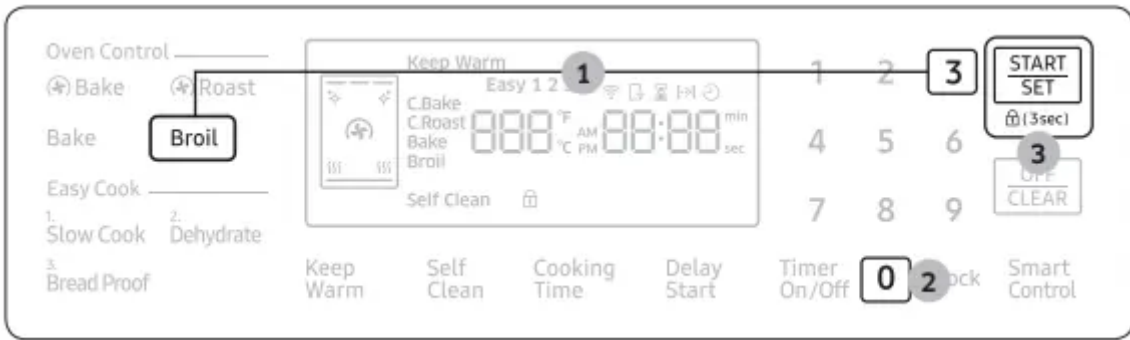 Oven Control
Bake
Roast
Bake
Broil
Easy Cook
1.
Slow Cook
2.
Dehydrate
3.
Bread Proof
Keep Warm
1
Easy 1 2
C.Bake
C.Roast
Bake
Broil
888 °F °C
AM PM
88:88 min sec
Self Clean
Keep
Warm
Self
Clean
Cooking
Time
Delay
Start
1 2 3
4 5 6
7 8 9
Timer
On/Off
0
2
Smart
Control
START
SET
(3sec)
3
CLEAR